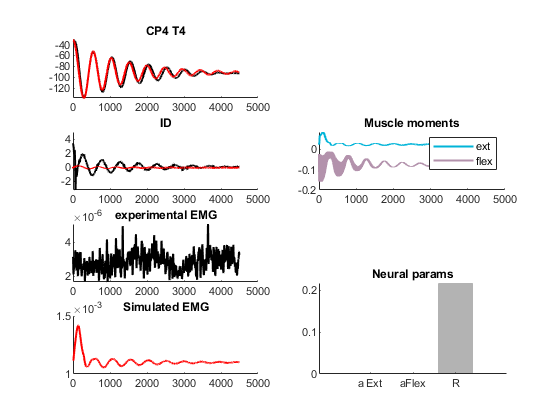 CP4 T4
-40
-60
-80
-100
-120
0 1000 2000 3000 4000 5000
ID
4
2
0
-2
0 1000 2000 3000 4000 5000
Muscle moments
0
-0.1
-0.2
ext
flex
0 1000 2000 3000 4000 5000
×10^-6
experimental EMG
4
2
0 1000 2000 3000 4000 5000
×10^-3
Simulated EMG
1.5
1
0 1000 2000 3000 4000 5000
Neural params
0.2
0.1
0
a Ext aFlex R